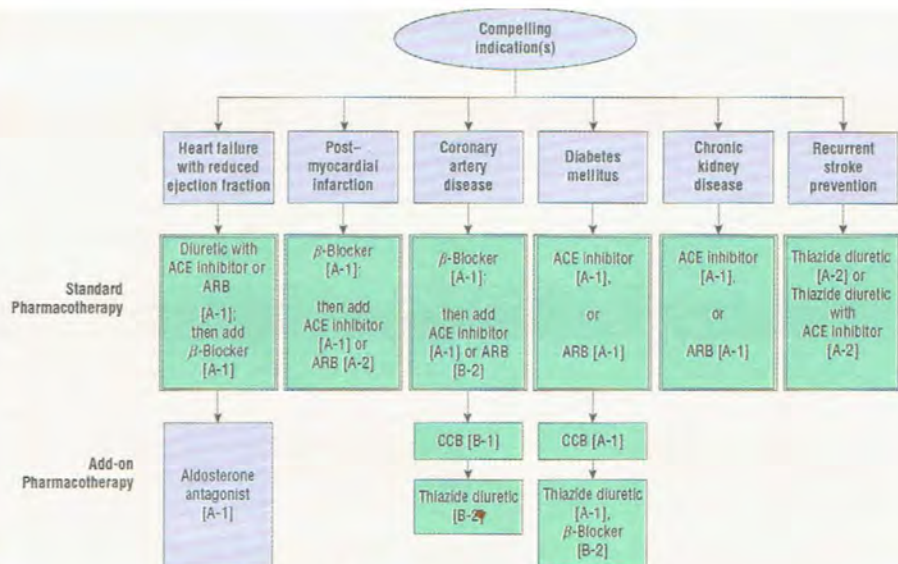 Compelling
indication(s)
Heart failure
with reduced
ejection fraction
Post–
myocardial
infarction
Coronary
artery
disease
Diabetes
mellitus
Chronic
kidney
disease
Recurrent
stroke
prevention
Standard
Pharmacotherapy
Diuretic with
ACE inhibitor or
ARB
[A-1];
then add
β-Blocker
[A-1]
β-Blocker
[A-1];
then add
ACE inhibitor
[A-1] or
ARB [A-2]
β-Blocker
[A-1];
then add
ACE inhibitor
[A-1] or ARB
[B-2]
ACE inhibitor
[A-1],
or
ARB [A-1]
ACE inhibitor
[A-1],
or
ARB [A-1]
Thiazide diuretic
[A-2] or
Thiazide diuretic
with
ACE inhibitor
[A-2]
Add-on
Pharmacotherapy
Aldosterone
antagonist
[A-1]
CCB [B-1]
Thiazide diuretic
[B-2]
CCB [A-1]
Thiazide diuretic
[A-1],
β-Blocker
[B-2]